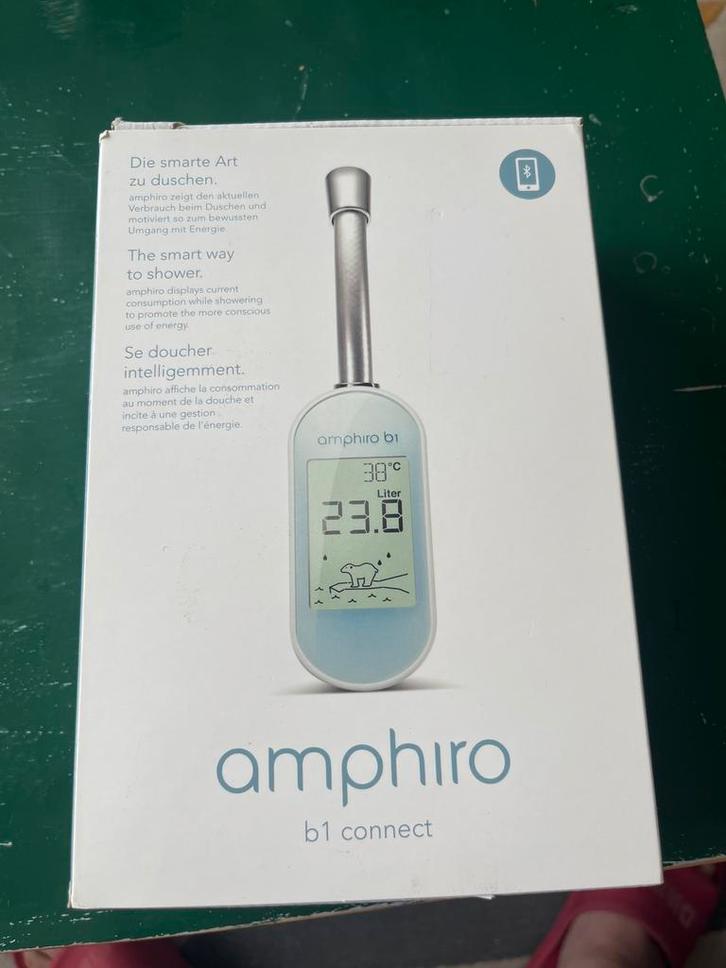 Die smarte Art
zu duschen.
amphiro zeigt den aktuellen
Verbrauch beim Duschen und
motiviert so zum bewussten
Umgang mit Energie.
The smart way
to shower.
amphiro displays current
consumption while showering
to promote the more conscious
use of energy.
Se doucher
intelligemment.
amphiro affiche la consommation
au moment de la douche et
incite à une gestion
responsable de l'énergie.
amphiro b1
38°C
Liter
23.8
amphiro
b1 connect